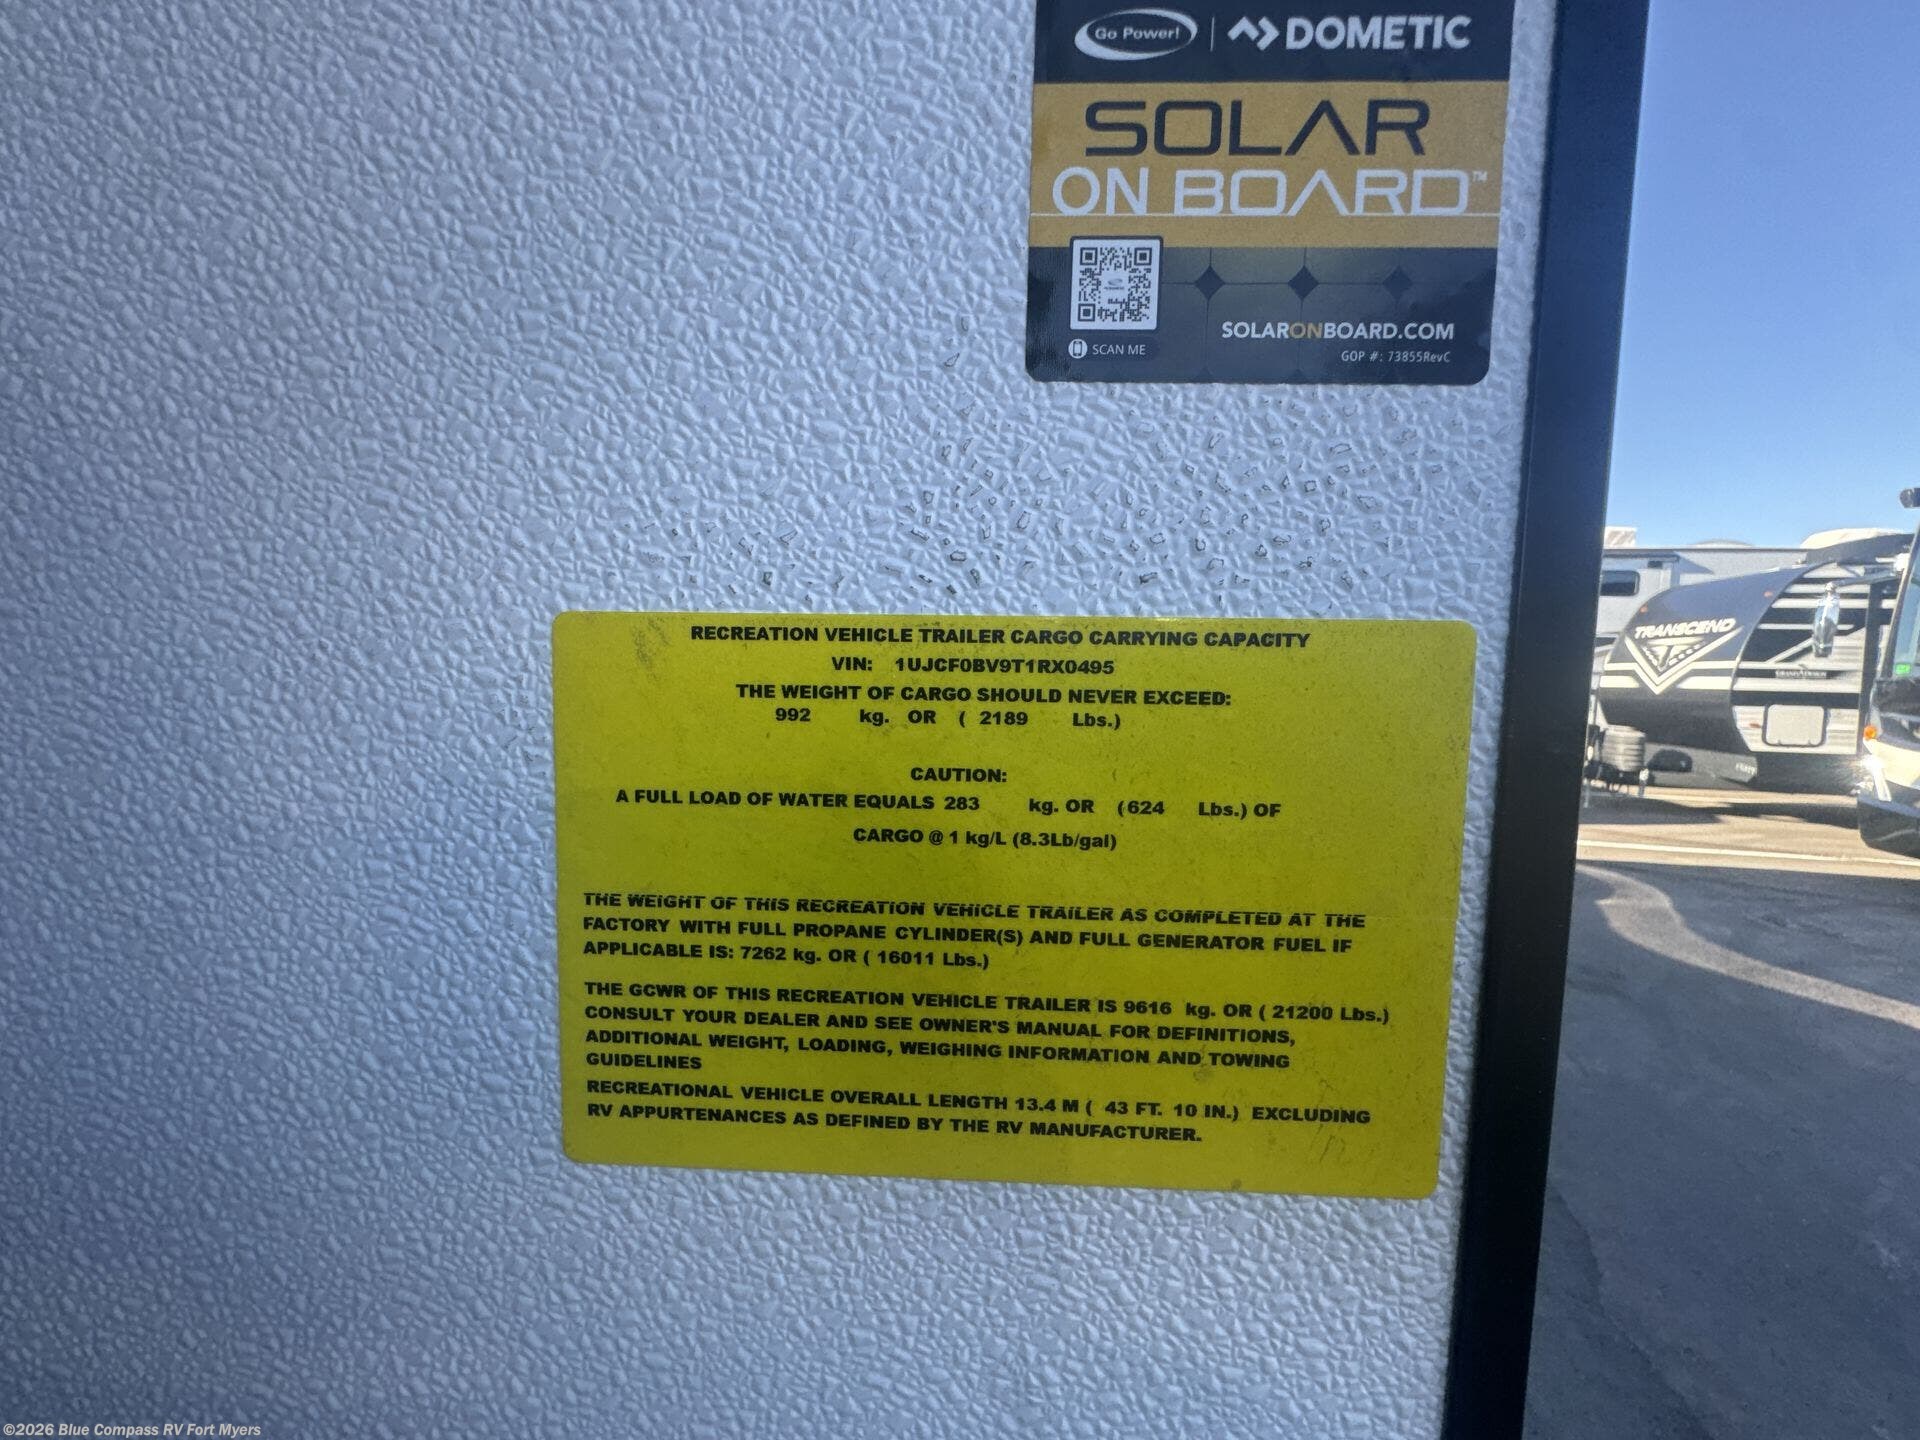 Go Power! | DOMETIC
SOLAR
ON BOARD™
SCAN ME
SOLARONBOARD.COM
GOP #: 73855RevC
RECREATION VEHICLE TRAILER CARGO CARRYING CAPACITY
VIN: 1UJCF0BV9T1RX0495
THE WEIGHT OF CARGO SHOULD NEVER EXCEED:
992 kg. OR ( 2189 Lbs.)
CAUTION:
A FULL LOAD OF WATER EQUALS 283 kg. OR (624 Lbs.) OF
CARGO @ 1 kg/L (8.3Lb/gal)
THE WEIGHT OF THIS RECREATION VEHICLE TRAILER AS COMPLETED AT THE
FACTORY WITH FULL PROPANE CYLINDER(S) AND FULL GENERATOR FUEL IF
APPLICABLE IS: 7262 kg. OR ( 16011 Lbs.)
THE GCWR OF THIS RECREATION VEHICLE TRAILER IS 9616 kg. OR ( 21200 Lbs.)
CONSULT YOUR DEALER AND SEE OWNER'S MANUAL FOR DEFINITIONS,
ADDITIONAL WEIGHT, LOADING, WEIGHING INFORMATION AND TOWING
GUIDELINES
RECREATIONAL VEHICLE OVERALL LENGTH 13.4 M ( 43 FT. 10 IN.) EXCLUDING
RV APPURTENANCES AS DEFINED BY THE RV MANUFACTURER.
TRANSCEND
GRAND DESIGN
©2026 Blue Compass RV Fort Myers